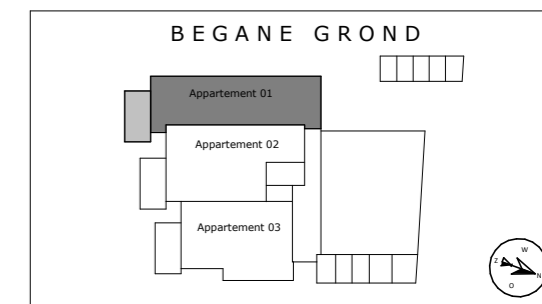 BEGANE GROND
Appartement 01
Appartement 02
Appartement 03
W
Z
N
O